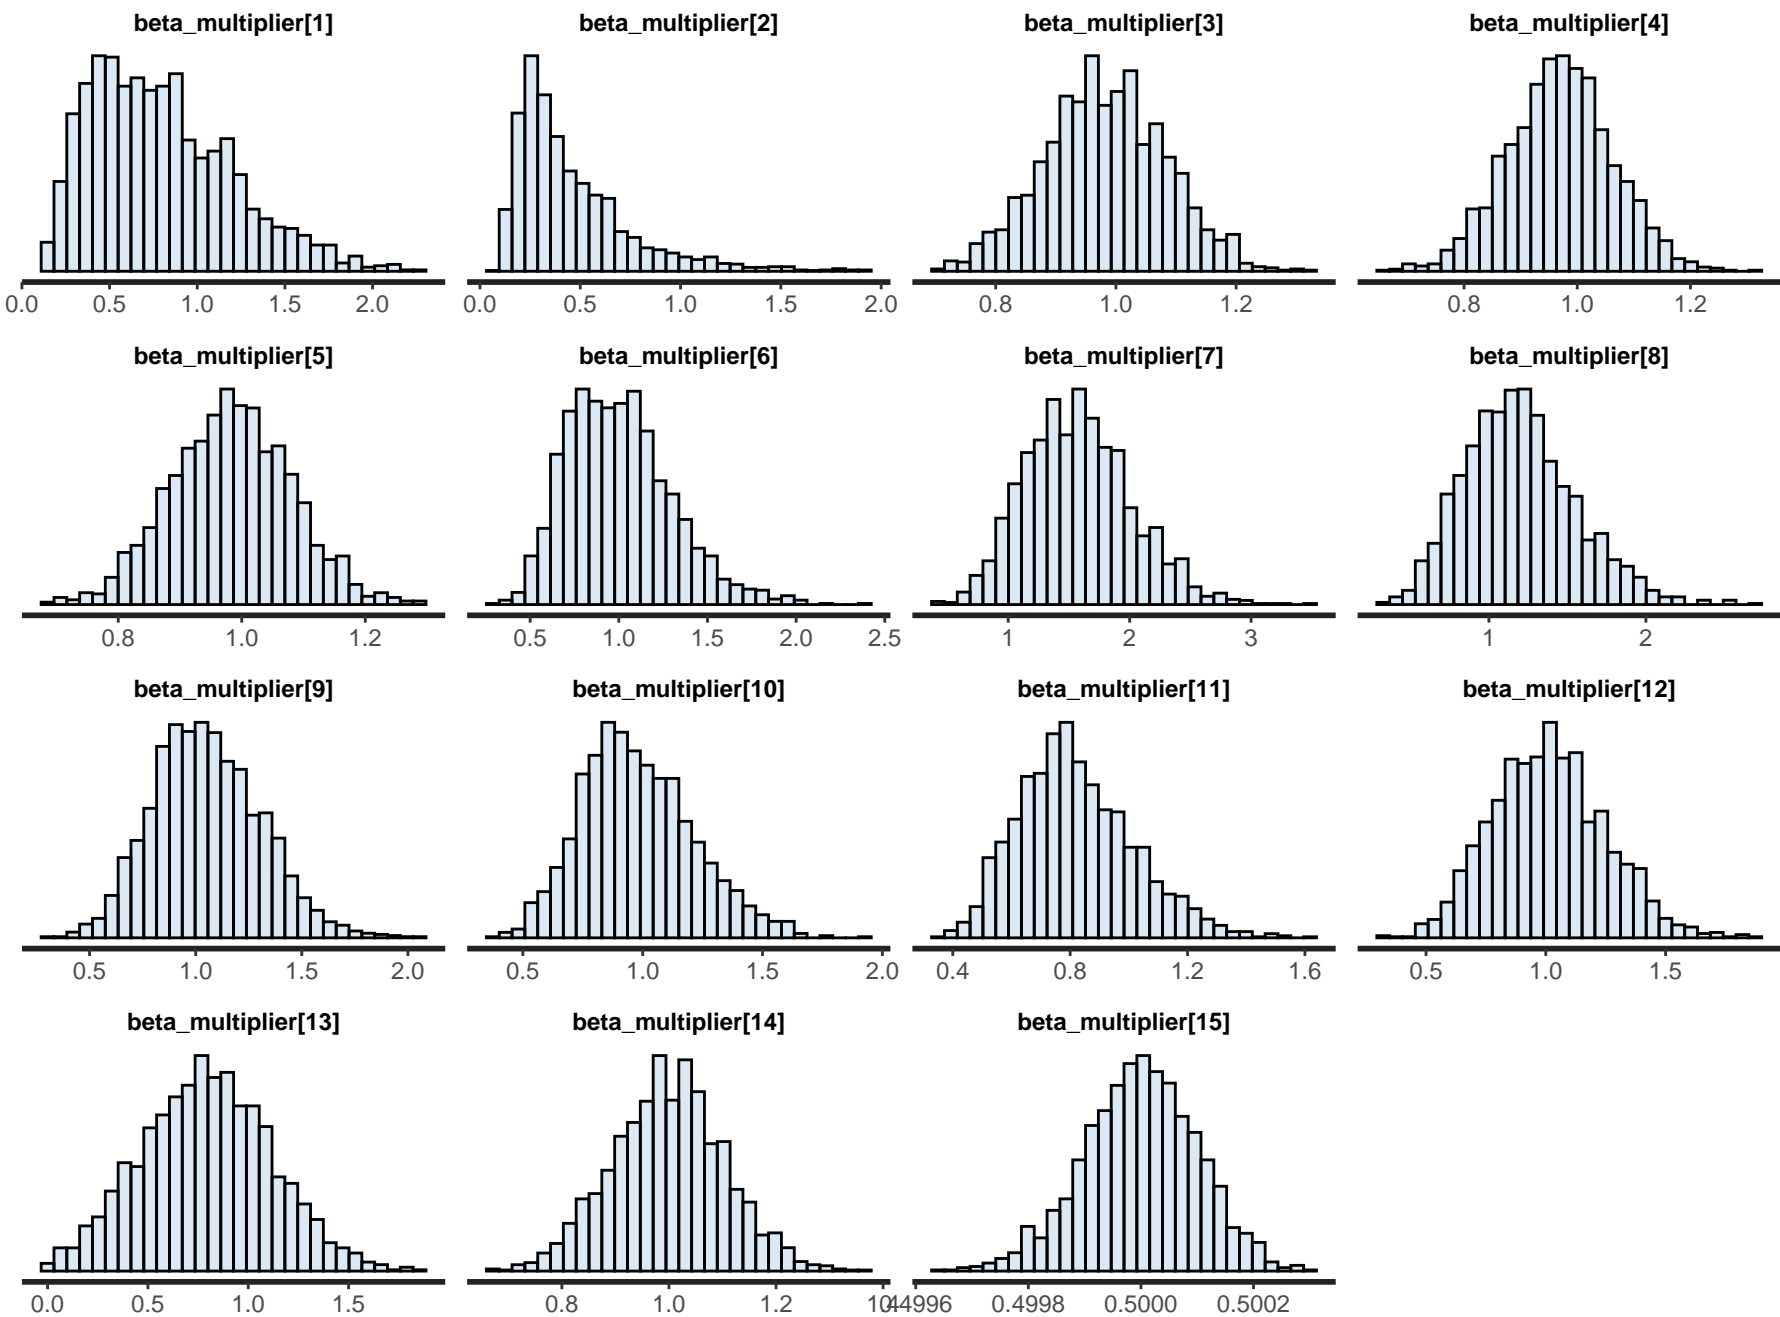 beta_multiplier[1] beta_multiplier[2] beta_multiplier[3] beta_multiplier[4]
0.0 0.5 1.0 1.5 2.0 0.0 0.5 1.0 1.5 2.0 0.8 1.0 1.2 0.8 1.0 1.2
beta_multiplier[5] beta_multiplier[6] beta_multiplier[7] beta_multiplier[8]
0.8 1.0 1.2 0.5 1.0 1.5 2.0 2.5 1 2 3 1 2
beta_multiplier[9] beta_multiplier[10] beta_multiplier[11] beta_multiplier[12]
0.5 1.0 1.5 2.0 0.5 1.0 1.5 2.0 0.4 0.8 1.2 1.6 0.5 1.0 1.5
beta_multiplier[13] beta_multiplier[14] beta_multiplier[15]
0.0 0.5 1.0 1.5 0.8 1.0 1.2 0.4998 0.5000 0.5002